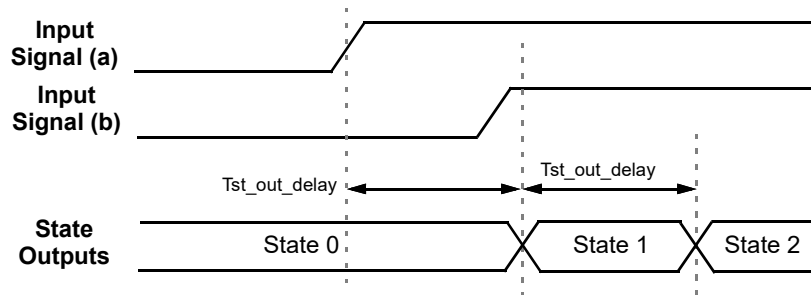 Input
Signal (a)
Input
Signal (b)
Tst_out_delay
Tst_out_delay
State
Outputs
State 0
State 1
State 2